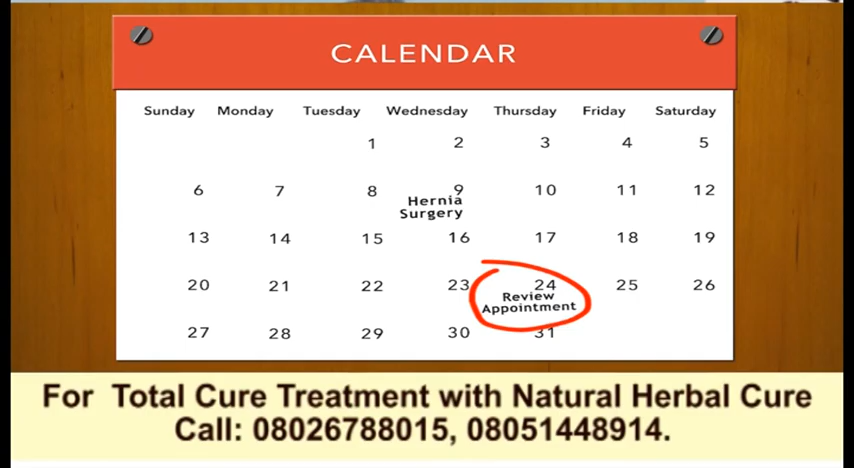 CALENDAR
Sunday Monday Tuesday Wednesday Thursday Friday Saturday
1 2 3 4 5
6 7 8 9 10 11 12
Hernia
Surgery
13 14 15 16 17 18 19
20 21 22 23 24 25 26
Review
Appointment
27 28 29 30 31
For Total Cure Treatment with Natural Herbal Cure
Call: 08026788015, 08051448914.